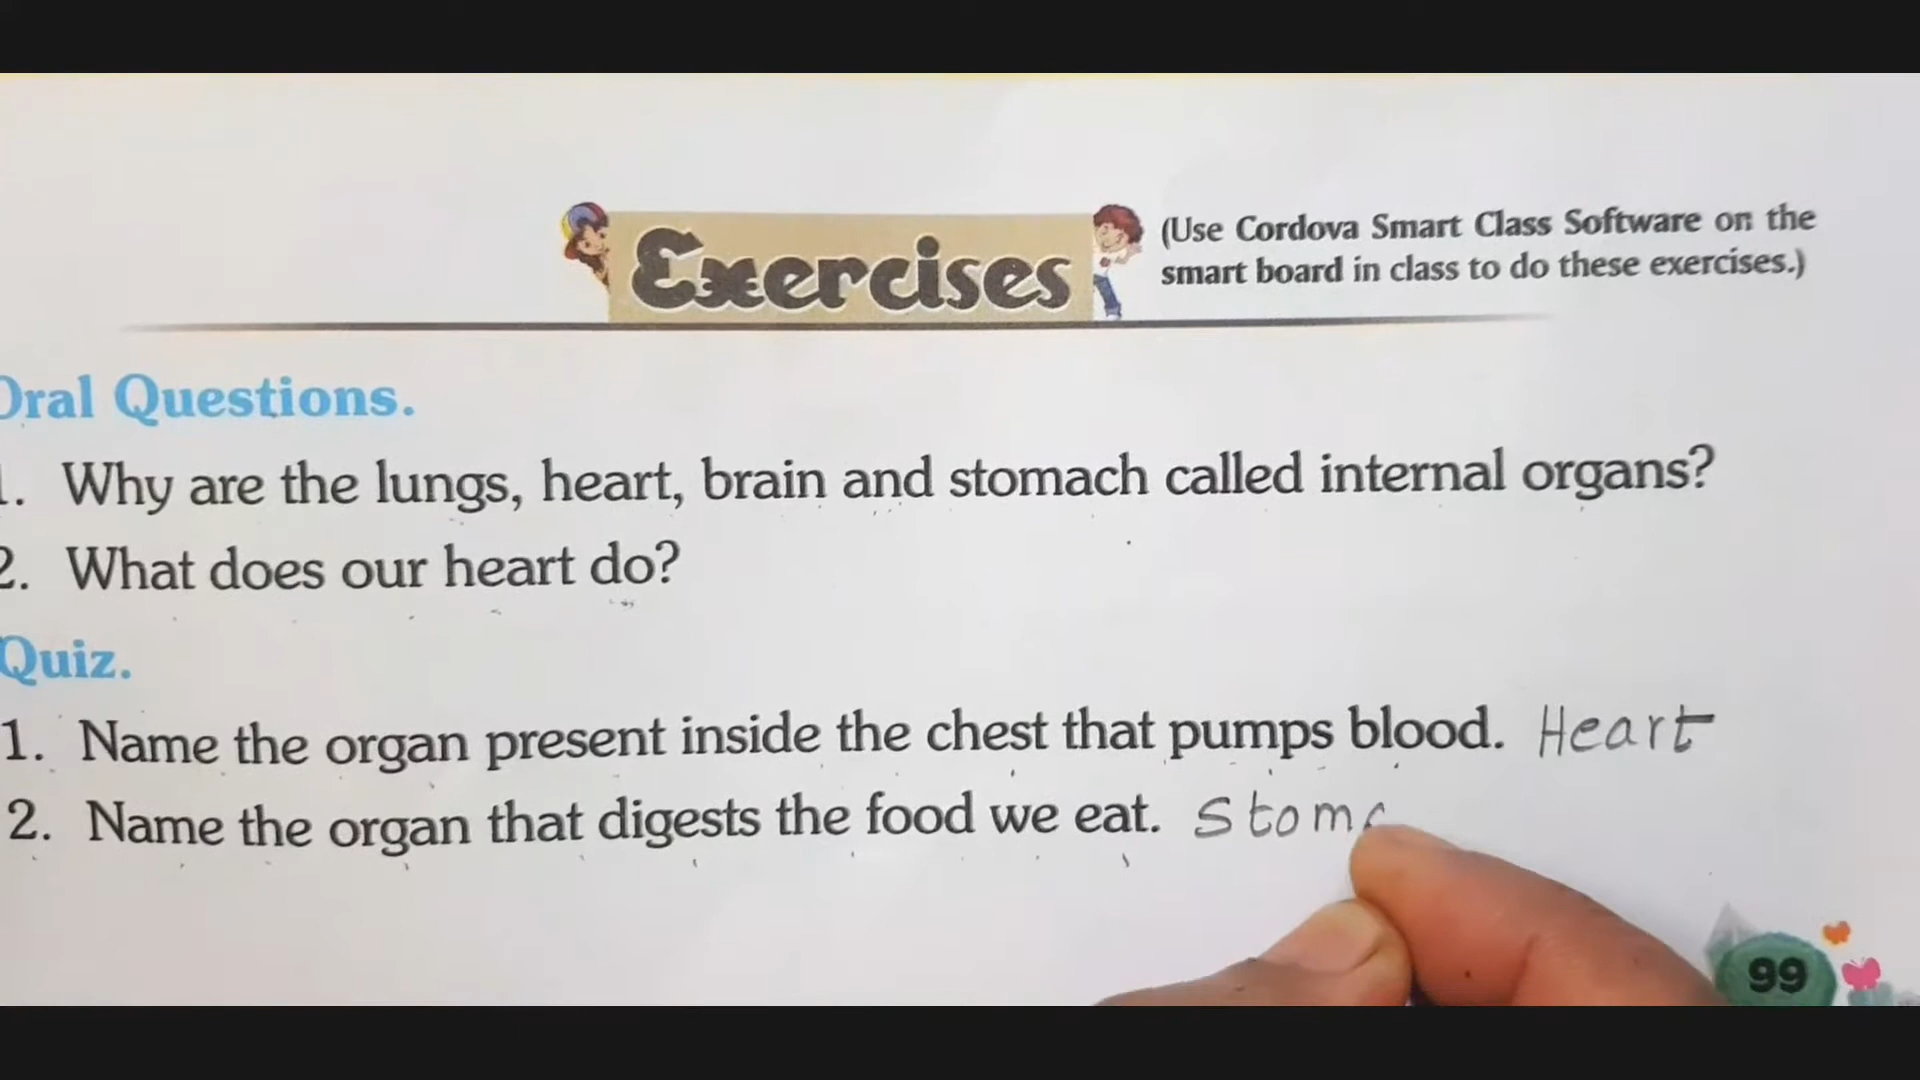 Exercises
(Use Cordova Smart Class Software on the
smart board in class to do these exercises.)
Oral Questions.
1. Why are the lungs, heart, brain and stomach called internal organs?
2. What does our heart do?
Quiz.
1. Name the organ present inside the chest that pumps blood. Heart
2. Name the organ that digests the food we eat. Stoma
99